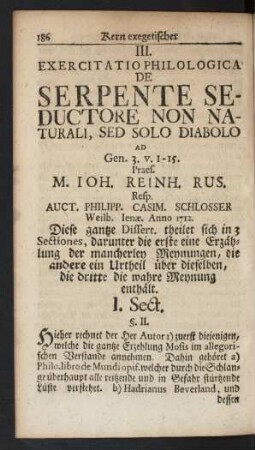 186 Kern exegetischer
III.
EXERCITATIO PHILOLOGICA
DE
SERPENTE SE-
DUCTORE NON NA-
TURALI, SED SOLO DIABOLO
AD
Gen. 3. v. 1-15.
Præs.
M. IOH. REINH. RUS.
Resp.
AUCT. PHILIPP. CASIM. SCHLOSSER
Weilb. Ienæ. Anno 1712.
Diese gantze Dissert. theilet sich in 3
Sectiones, darunter die erste eine Erzäh-
lung der mancherley Meynungen, die
andere ein Urtheil über dieselben,
die dritte die wahre Meynung
enthält.
I. Sect.
§. II.
Hieher rechnet der Her Autor 1) zuerst diejenigen,
welche die gantze Erzehlung Mosis im allegori-
schen Verstande annehmen. Dahin gehöret a)
Philo. libro de Mundi opif. welcher durch die Schlan-
ge überhaupt alle reitzende und in Gefahr stürtzende
Lüste verstehet. b) Hadrianus Beverland, und
dessen